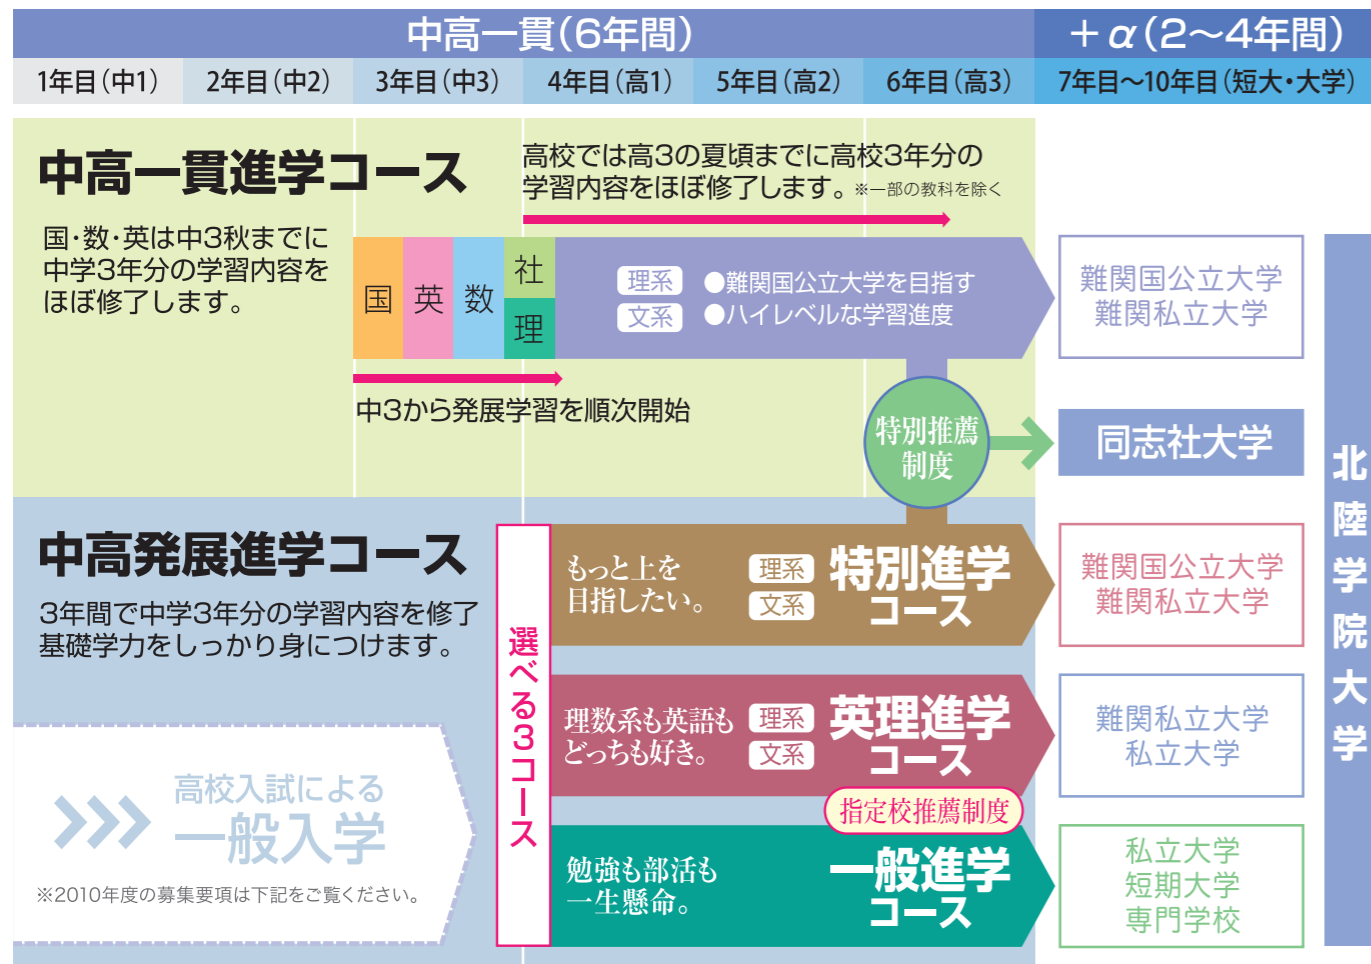 中高一貫（6年間）
＋α（2〜4年間）
1年目（中1）
2年目（中2）
3年目（中3）
4年目（高1）
5年目（高2）
6年目（高3）
7年目〜10年目（短大・大学）
中高一貫進学コース
国・数・英は中3秋までに
中学3年分の学習内容を
ほぼ修了します。
高校では高3の夏頃までに高校3年分の
学習内容をほぼ修了します。※一部の教科を除く
国
英
数
社
理
理系
●難関国公立大学を目指す
文系
●ハイレベルな学習進度
中3から発展学習を順次開始
難関国公立大学
難関私立大学
特別推薦
制度
同志社大学
北陸学院大学
中高発展進学コース
3年間で中学3年分の学習内容を修了
基礎学力をしっかり身につけます。
選べる3コース
もっと上を
目指したい。
理系
文系
特別進学
コース
難関国公立大学
難関私立大学
理数系も英語も
どっちも好き。
理系
文系
英理進学
コース
難関私立大学
私立大学
指定校推薦制度
高校入試による
一般入学
※2010年度の募集要項は下記をご覧ください。
勉強も部活も
一生懸命。
一般進学
コース
私立大学
短期大学
専門学校